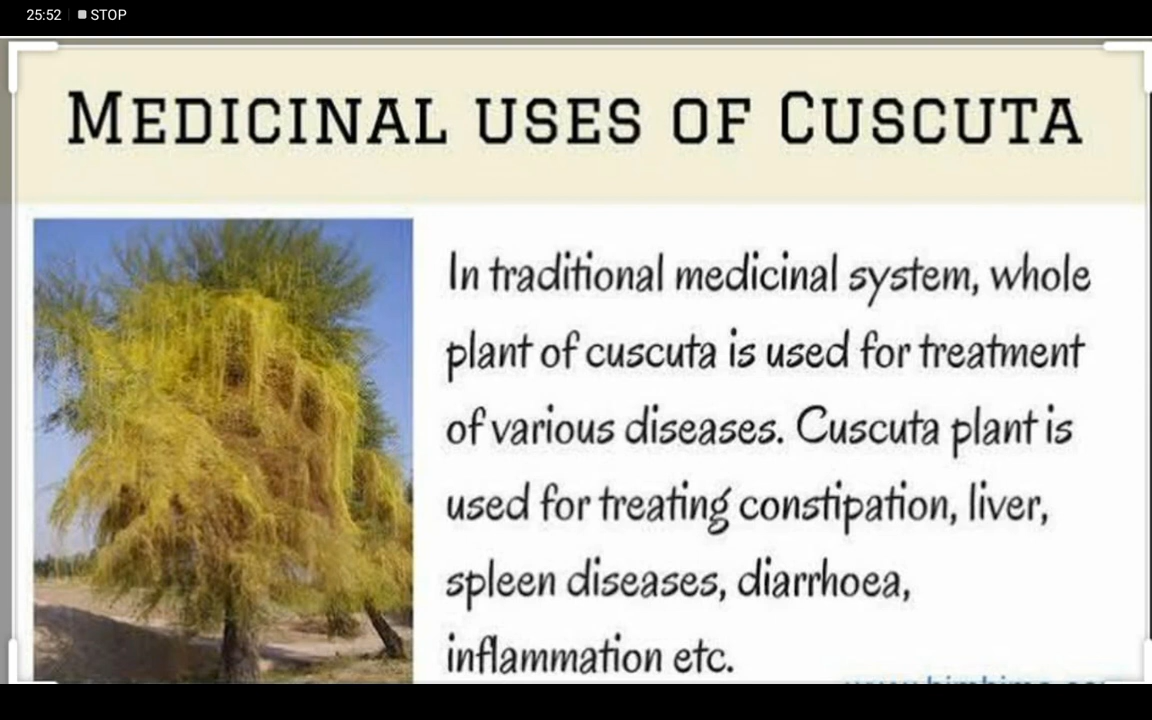 25:52 STOP
MEDICINAL USES OF CUSCUTA
In traditional medicinal system, whole
plant of cuscuta is used for treatment
of various diseases. Cuscuta plant is
used for treating constipation, liver,
spleen diseases, diarrhoea,
inflammation etc.